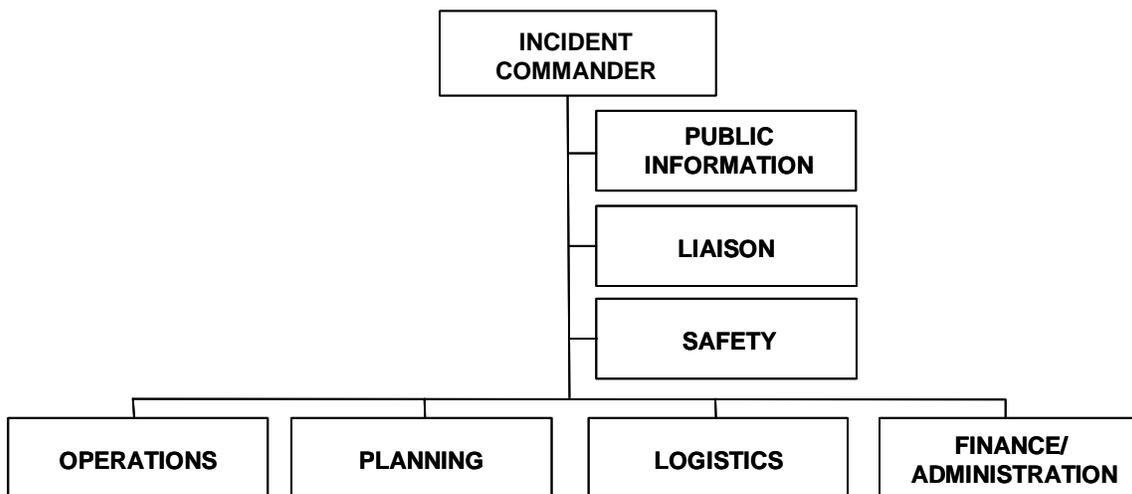 INCIDENT
COMMANDER
PUBLIC
INFORMATION
LIAISON
SAFETY
OPERATIONS
PLANNING
LOGISTICS
FINANCE/
ADMINISTRATION